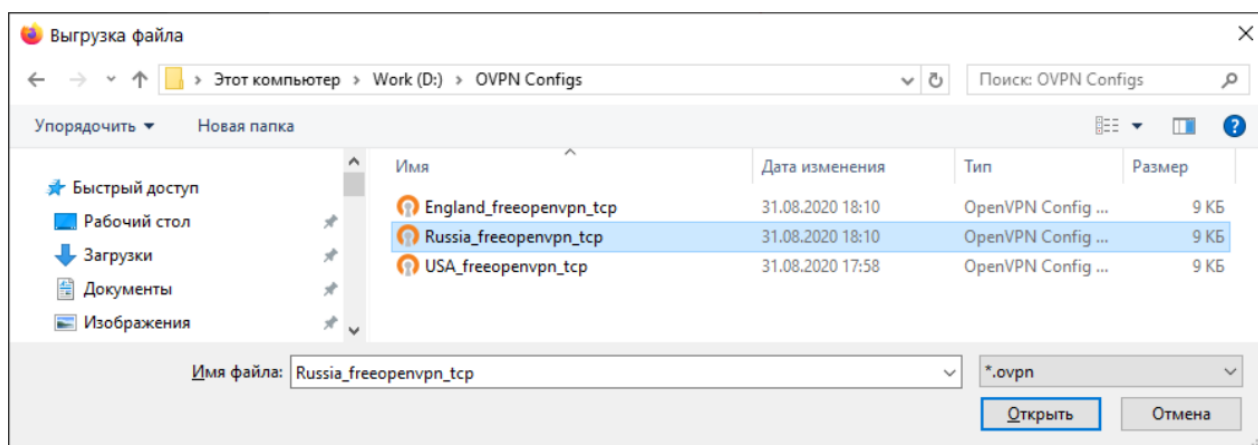 Выгрузка файла
Этот компьютер > Work (D:) > OVPN Configs
Поиск: OVPN Configs
Упорядочить Новая папка
Имя Дата изменения Тип Размер
Быстрый доступ
Рабочий стол
Загрузки
Документы
Изображения
England_freeopenvpn_tcp 31.08.2020 18:10 OpenVPN Config ... 9 КБ
Russia_freeopenvpn_tcp 31.08.2020 18:10 OpenVPN Config ... 9 КБ
USA_freeopenvpn_tcp 31.08.2020 17:58 OpenVPN Config ... 9 КБ
Имя файла: Russia_freeopenvpn_tcp *.ovpn
Открыть Отмена